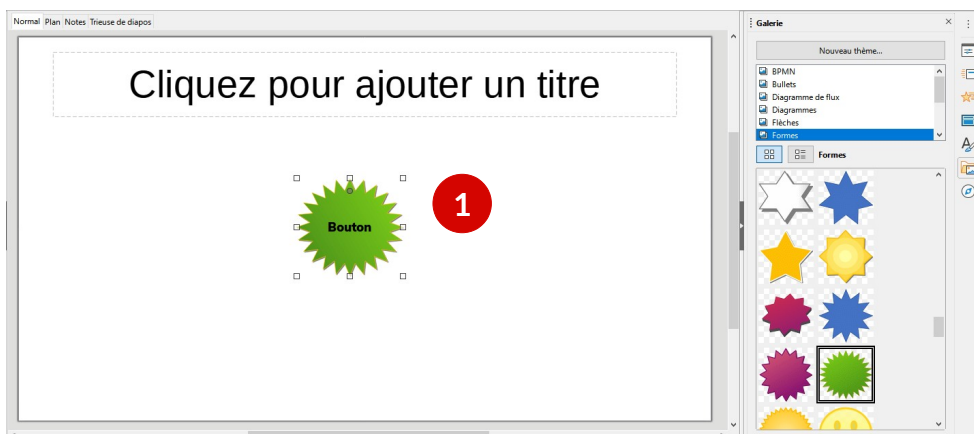 Normal Plan Notes Trieuse de diapos
Cliquez pour ajouter un titre
Bouton
1
Galerie
Nouveau thème...
BPMN
Bullets
Diagramme de flux
Diagrammes
Flèches
Formes
Formes